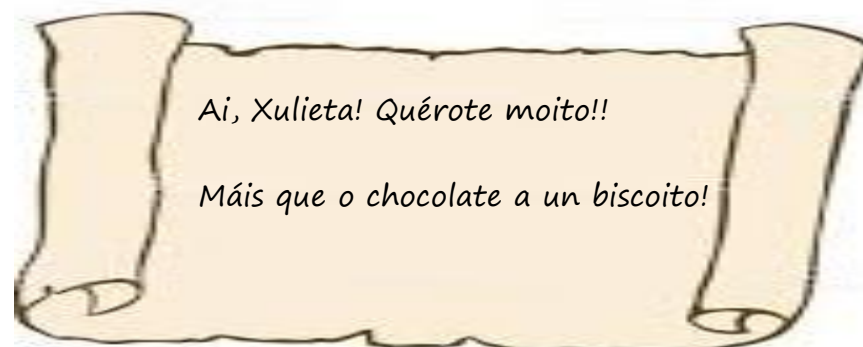 Ai, Xulieta! Quérote moito!!
Máis que o chocolate a un biscoito!